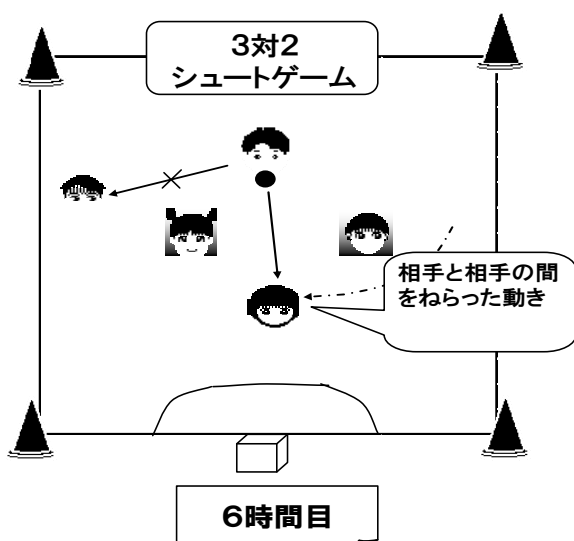 3対2
シュートゲーム
相手と相手の間
をねらった動き
6時間目